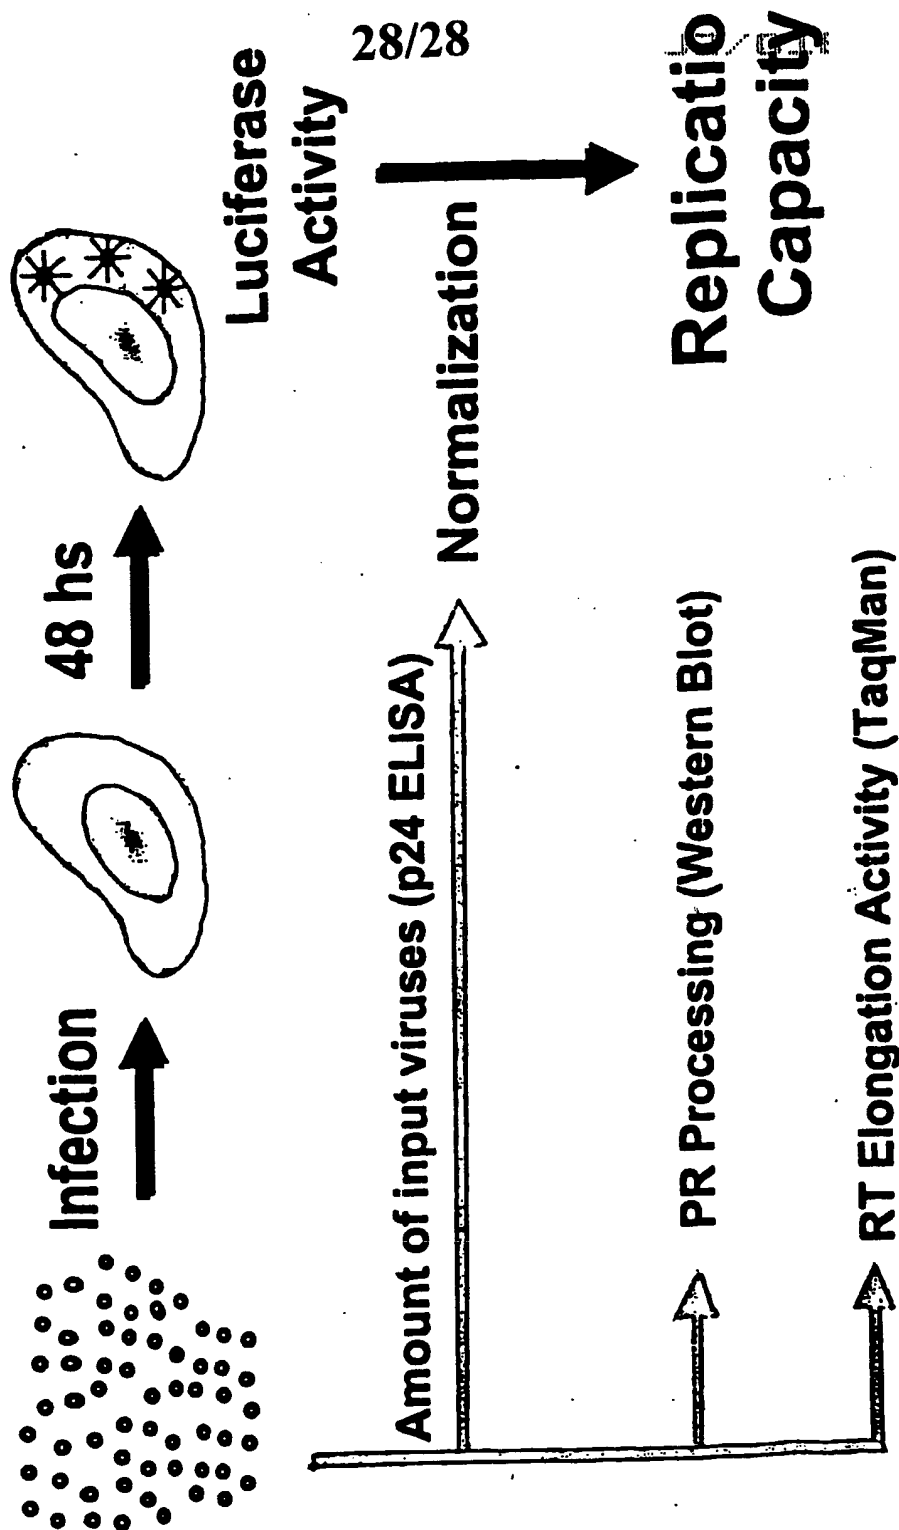 28/28
Infection
48 hs
Luciferase
Activity
Amount of input viruses (p24 ELISA)
Normalization
PR Processing (Western Blot)
Replicatio
Capacity
RT Elongation Activity (TaqMan)